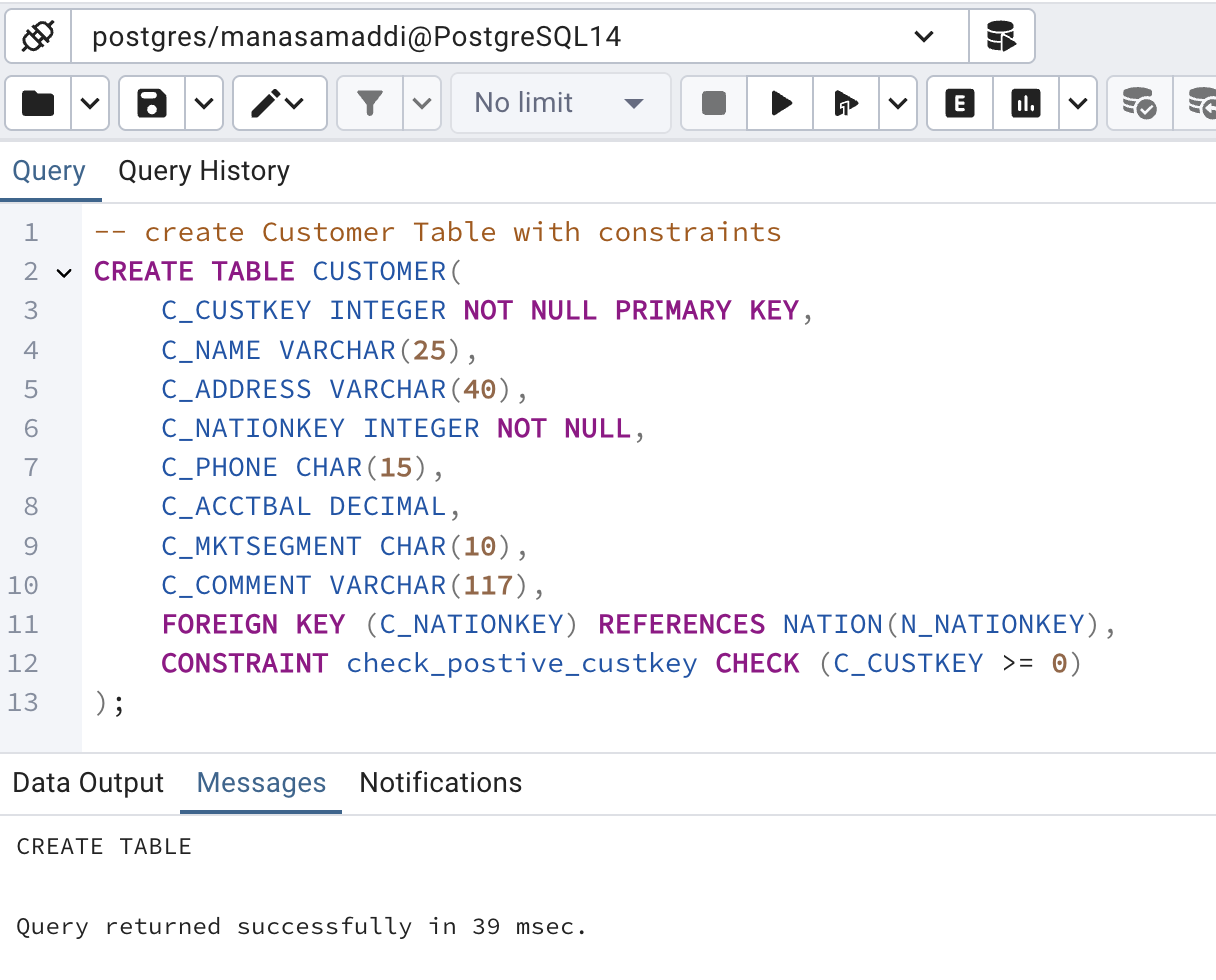 postgres/manasamaddi@PostgreSQL14
No limit
E
Query Query History
1 -- create Customer Table with constraints
2 CREATE TABLE CUSTOMER(
3 C_CUSTKEY INTEGER NOT NULL PRIMARY KEY,
4 C_NAME VARCHAR(25),
5 C_ADDRESS VARCHAR(40),
6 C_NATIONKEY INTEGER NOT NULL,
7 C_PHONE CHAR(15),
8 C_ACCTBAL DECIMAL,
9 C_MKTSEGMENT CHAR(10),
10 C_COMMENT VARCHAR(117),
11 FOREIGN KEY (C_NATIONKEY) REFERENCES NATION(N_NATIONKEY),
12 CONSTRAINT check_postive_custkey CHECK (C_CUSTKEY >= 0)
13 );
Data Output Messages Notifications
CREATE TABLE
Query returned successfully in 39 msec.